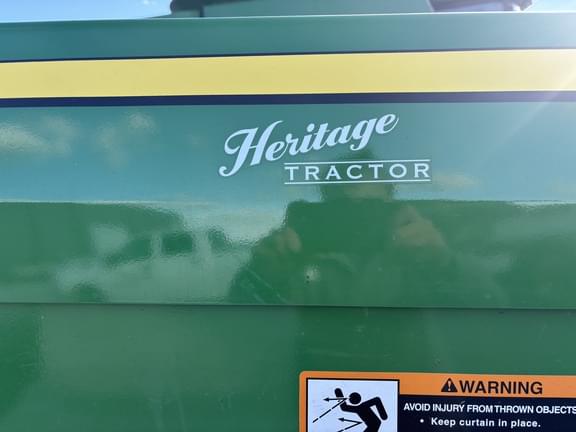 Heritage
TRACTOR
WARNING
AVOID INJURY FROM THROWN OBJECTS
• Keep curtain in place.